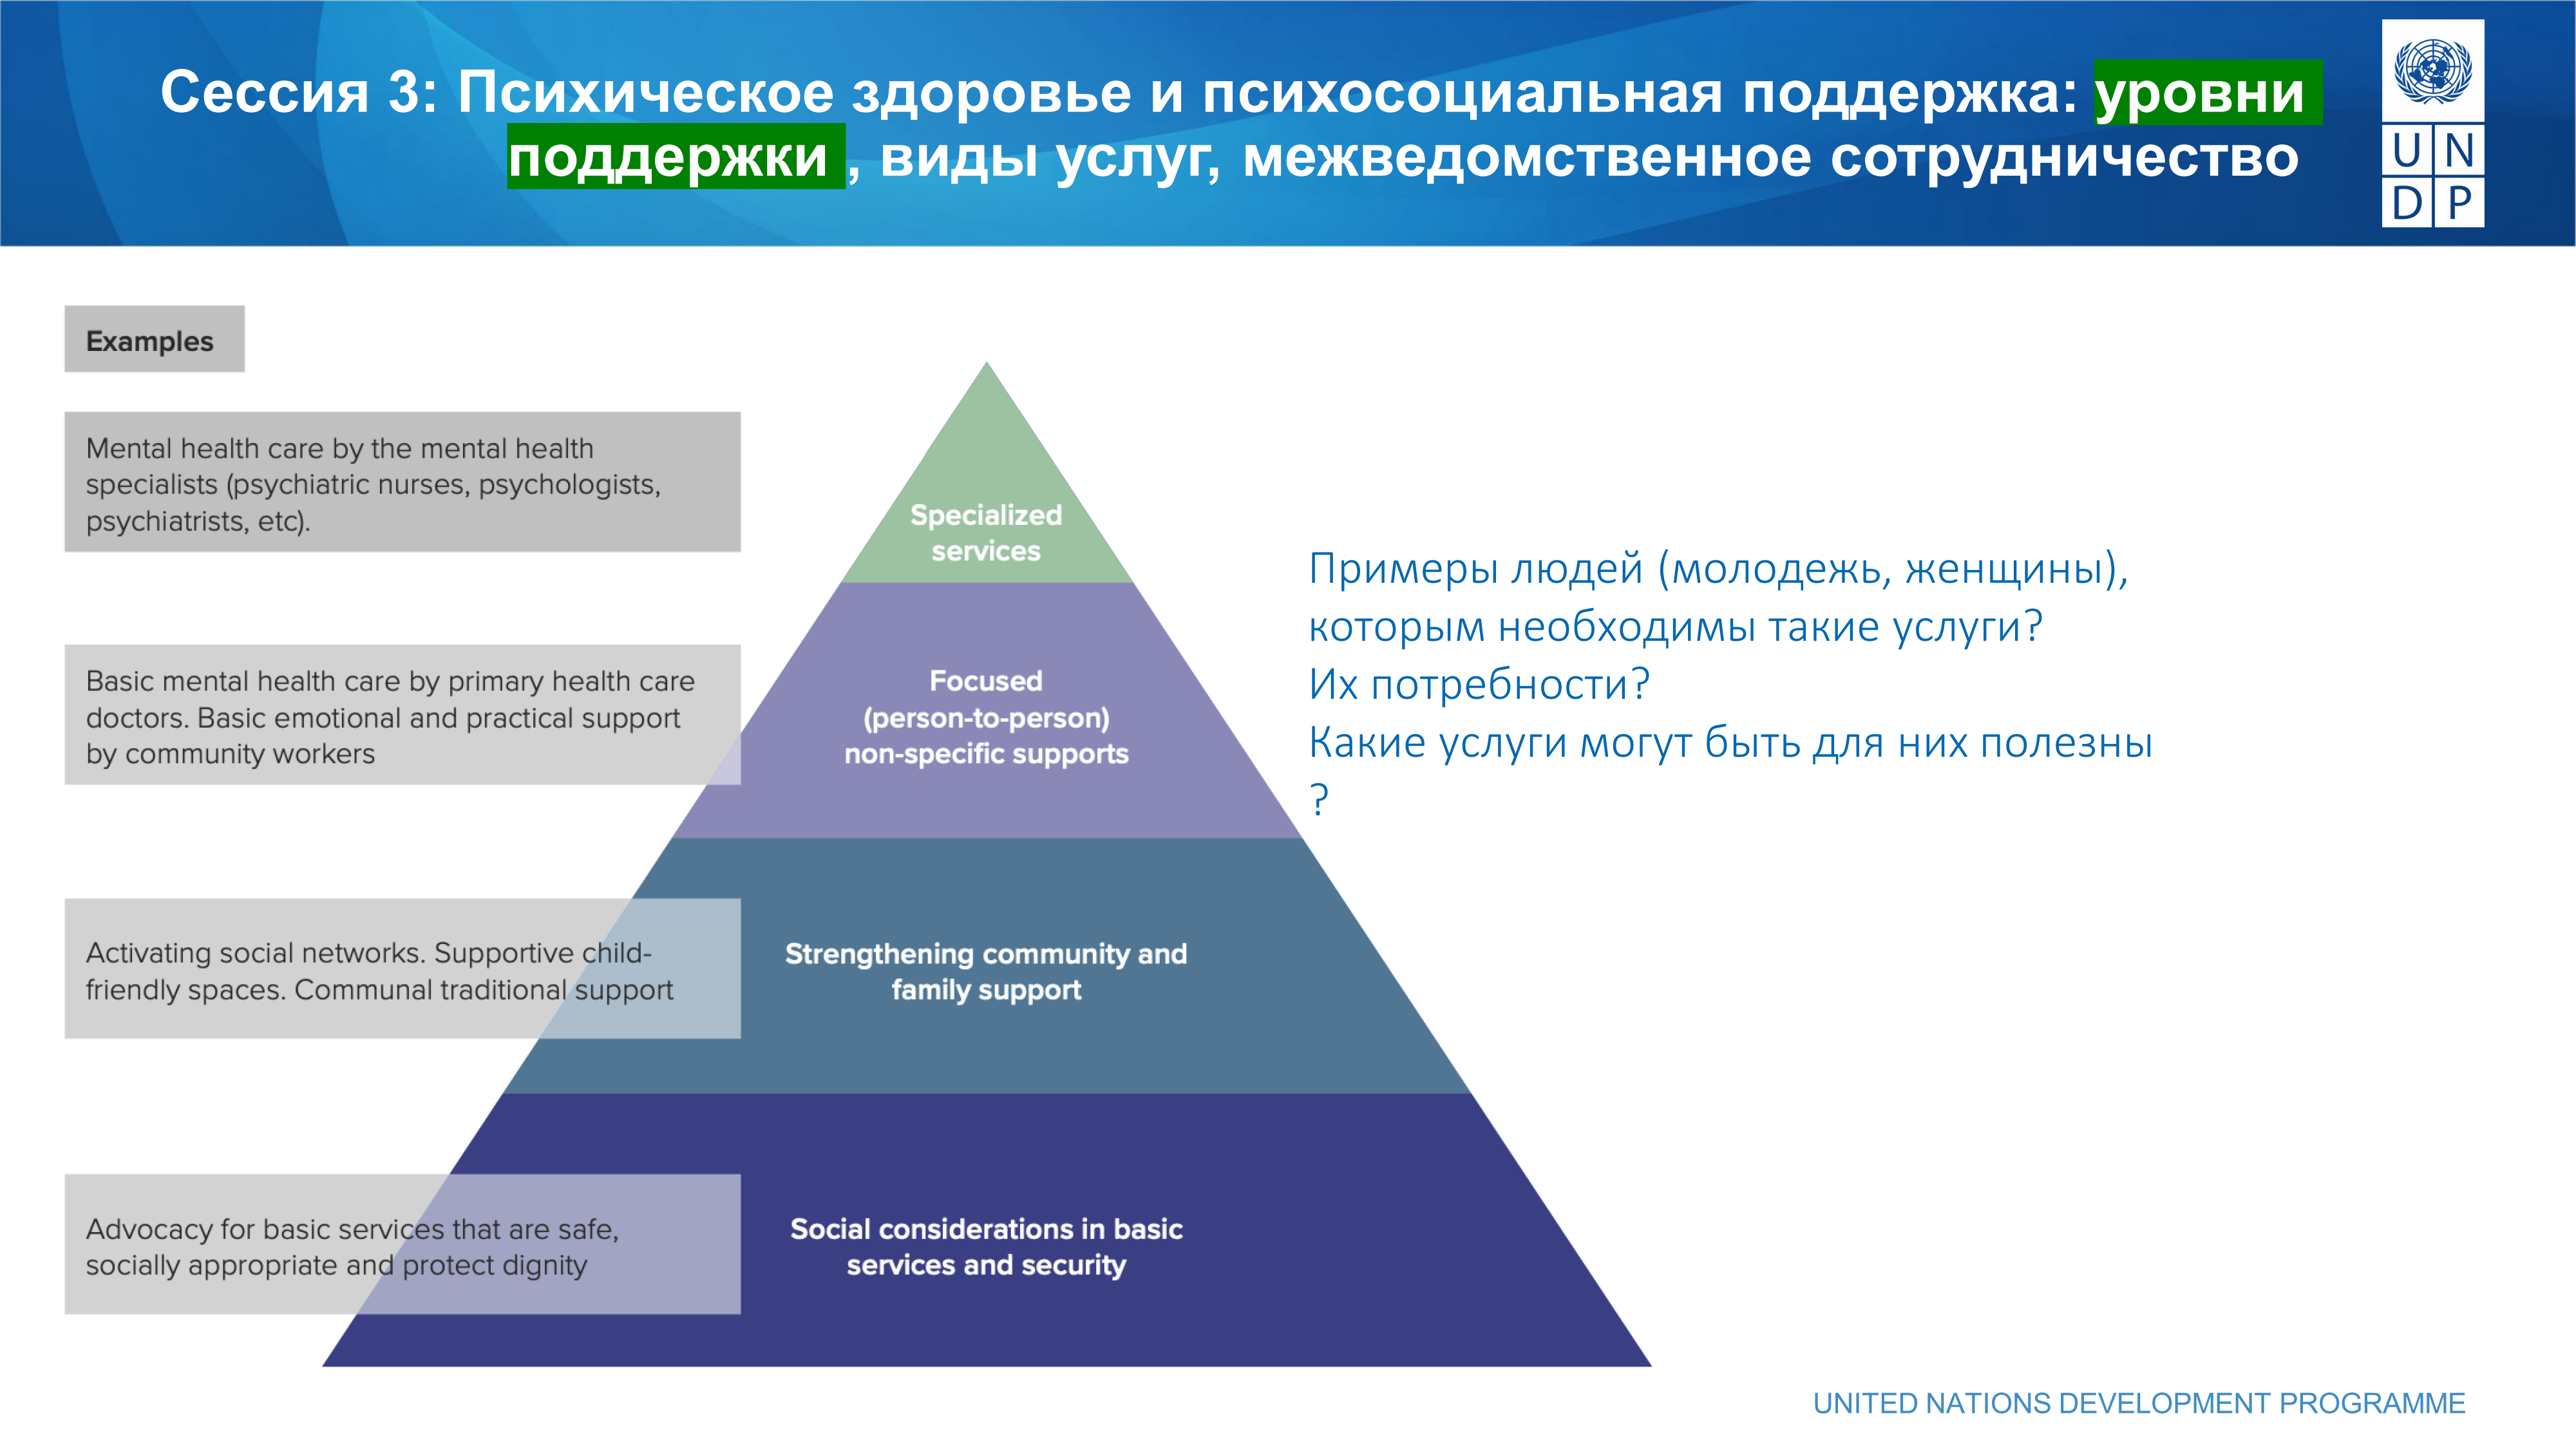 Сессия 3: Психическое здоровье и психосоциальная поддержка: уровни
поддержки , виды услуг, межведомственное сотрудничество
U N
D P
Examples
Mental health care by the mental health
specialists (psychiatric nurses, psychologists,
psychiatrists, etc).
Specialized
services
Basic mental health care by primary health care
doctors. Basic emotional and practical support
by community workers
Focused
(person-to-person)
non-specific supports
Activating social networks. Supportive child-
friendly spaces. Communal traditional support
Strengthening community and
family support
Advocacy for basic services that are safe,
socially appropriate and protect dignity
Social considerations in basic
services and security
Примеры людей (молодежь, женщины),
которым необходимы такие услуги?
Их потребности?
Какие услуги могут быть для них полезны
?
UNITED NATIONS DEVELOPMENT PROGRAMME